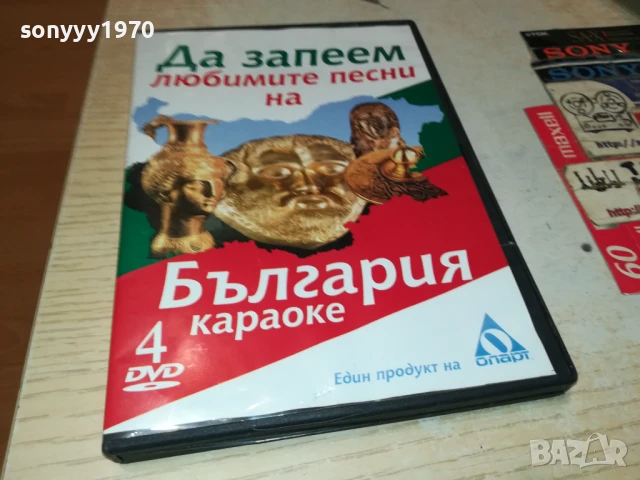 sonyyy1970
Да запеем
любимите песни
на
България
караоке
4
DVD
Един продукт на
опарт
SONY
SONY
maxell
60
http://
BAZAR